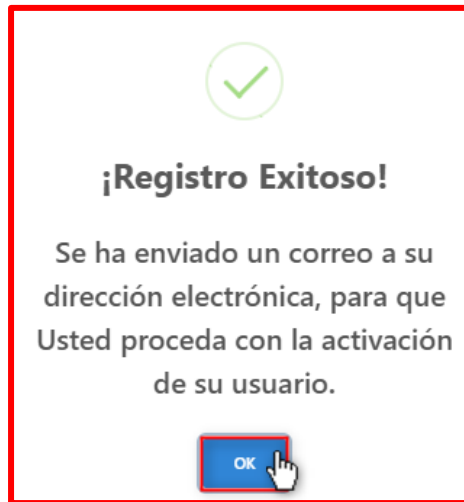 ¡Registro Exitoso!
Se ha enviado un correo a su
dirección electrónica, para que
Usted proceda con la activación
de su usuario.
OK